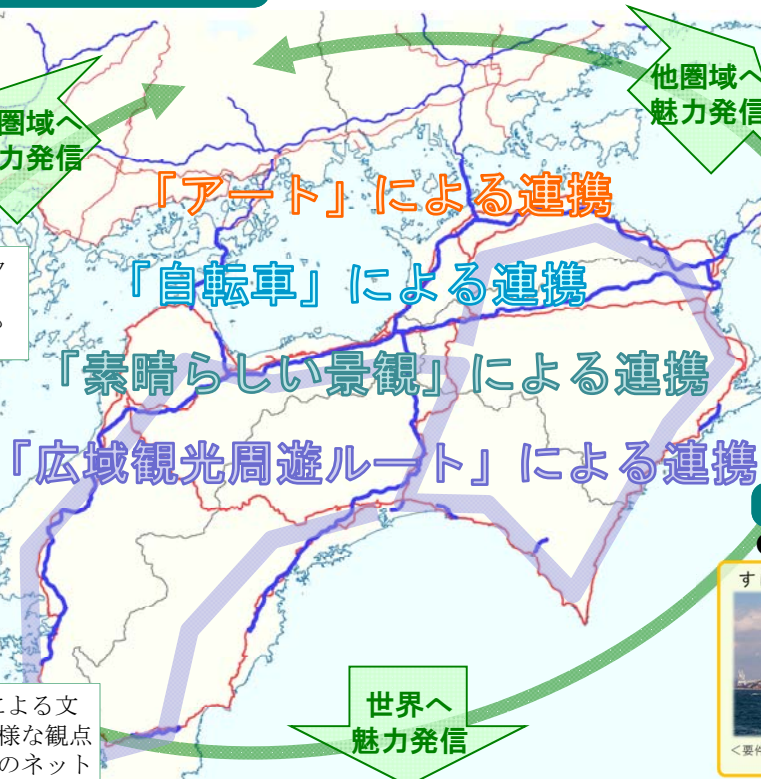 他圏域へ
魅力発信
圏域へ
力発信
「アート」による連携
「自転車」による連携
「素晴らしい景観」による連携
「広域観光周遊ルート」による連携
す
による文
様な観点
のネット
世界へ
魅力発信
<要件